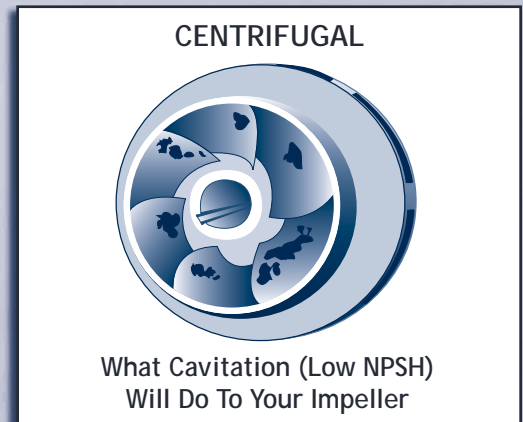 CENTRIFUGAL
What Cavitation (Low NPSH)
Will Do To Your Impeller